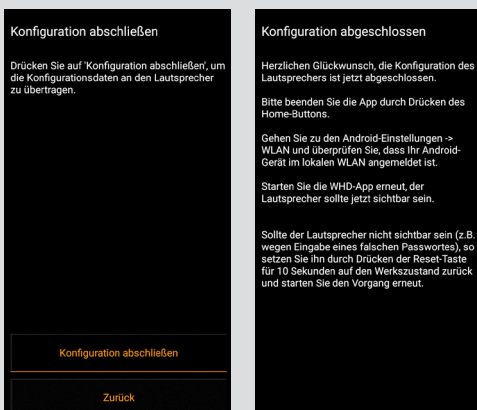 Konfiguration abschließen
Drücken Sie auf 'Konfiguration abschließen', um
die Konfigurationsdaten an den Lautsprecher
zu übertragen.
Konfiguration abschließen
Zurück
Konfiguration abgeschlossen
Herzlichen Glückwunsch, die Konfiguration des
Lautsprechers ist jetzt abgeschlossen.
Bitte beenden Sie die App durch Drücken des
Home-Buttons.
Gehen Sie zu den Android-Einstellungen ->
WLAN und überprüfen Sie, dass Ihr Android-
Gerät im lokalen WLAN angemeldet ist.
Starten Sie die WHD-App erneut, der
Lautsprecher sollte jetzt sichtbar sein.
Sollte der Lautsprecher nicht sichtbar sein (z.B.
wegen Eingabe eines falschen Passwortes), so
setzen Sie ihn durch Drücken der Reset-Taste
für 10 Sekunden auf den Werkszustand zurück
und starten Sie den Vorgang erneut.